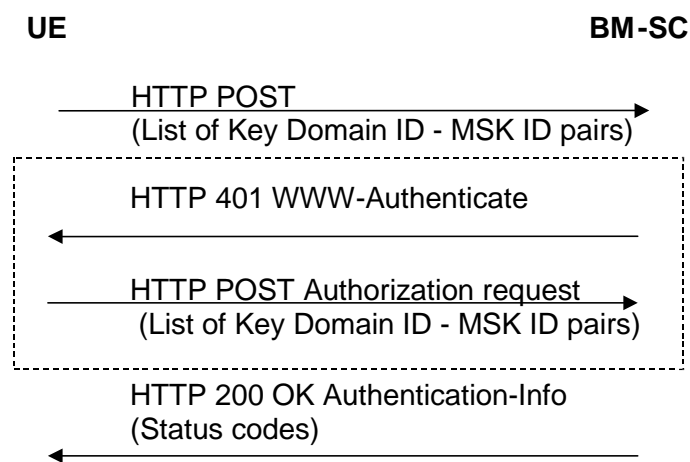 UE BM-SC
HTTP POST
(List of Key Domain ID - MSK ID pairs)
HTTP 401 WWW-Authenticate
HTTP POST Authorization request
(List of Key Domain ID - MSK ID pairs)
HTTP 200 OK Authentication-Info
(Status codes)